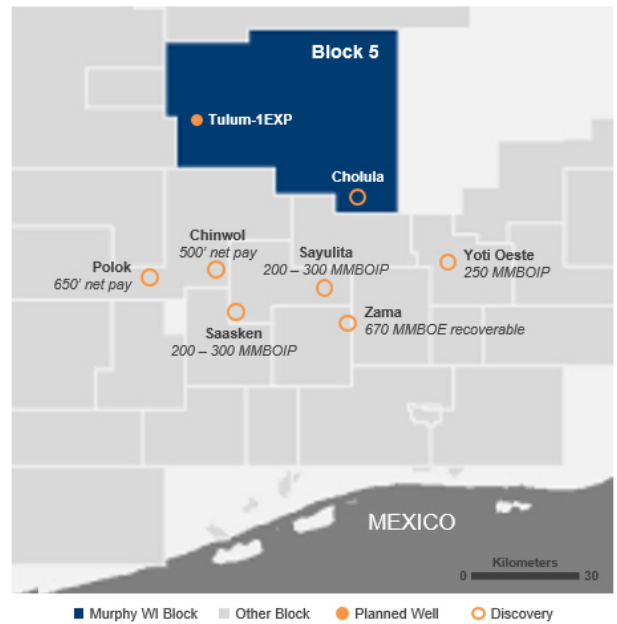 Block 5
Tulum-1EXP
Cholula
Chinwol
500' net pay
Sayulita
200 – 300 MMBOIP
Yoti Oeste
250 MMBOIP
Polok
650' net pay
Zama
670 MMBOE recoverable
Saasken
200 – 300 MMBOIP
MEXICO
Kilometers
0 30
Murphy WI Block Other Block Planned Well Discovery